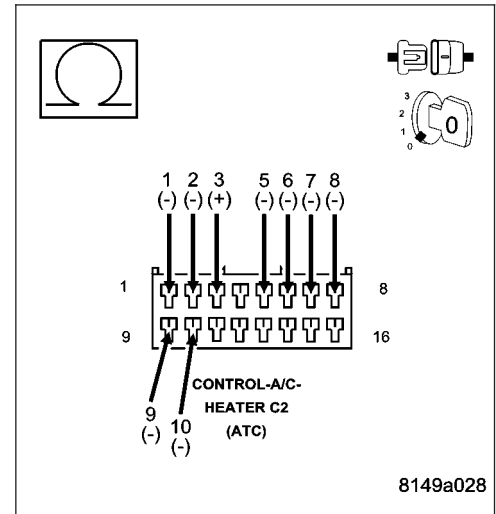 3
2
1
0
0
1 2 3 5 6 7 8
(-) (-) (+) (-) (-) (-) (-)
1 8
9 16
CONTROL-A/C-
HEATER C2
(ATC)
9 10
(-) (-)
8149a028